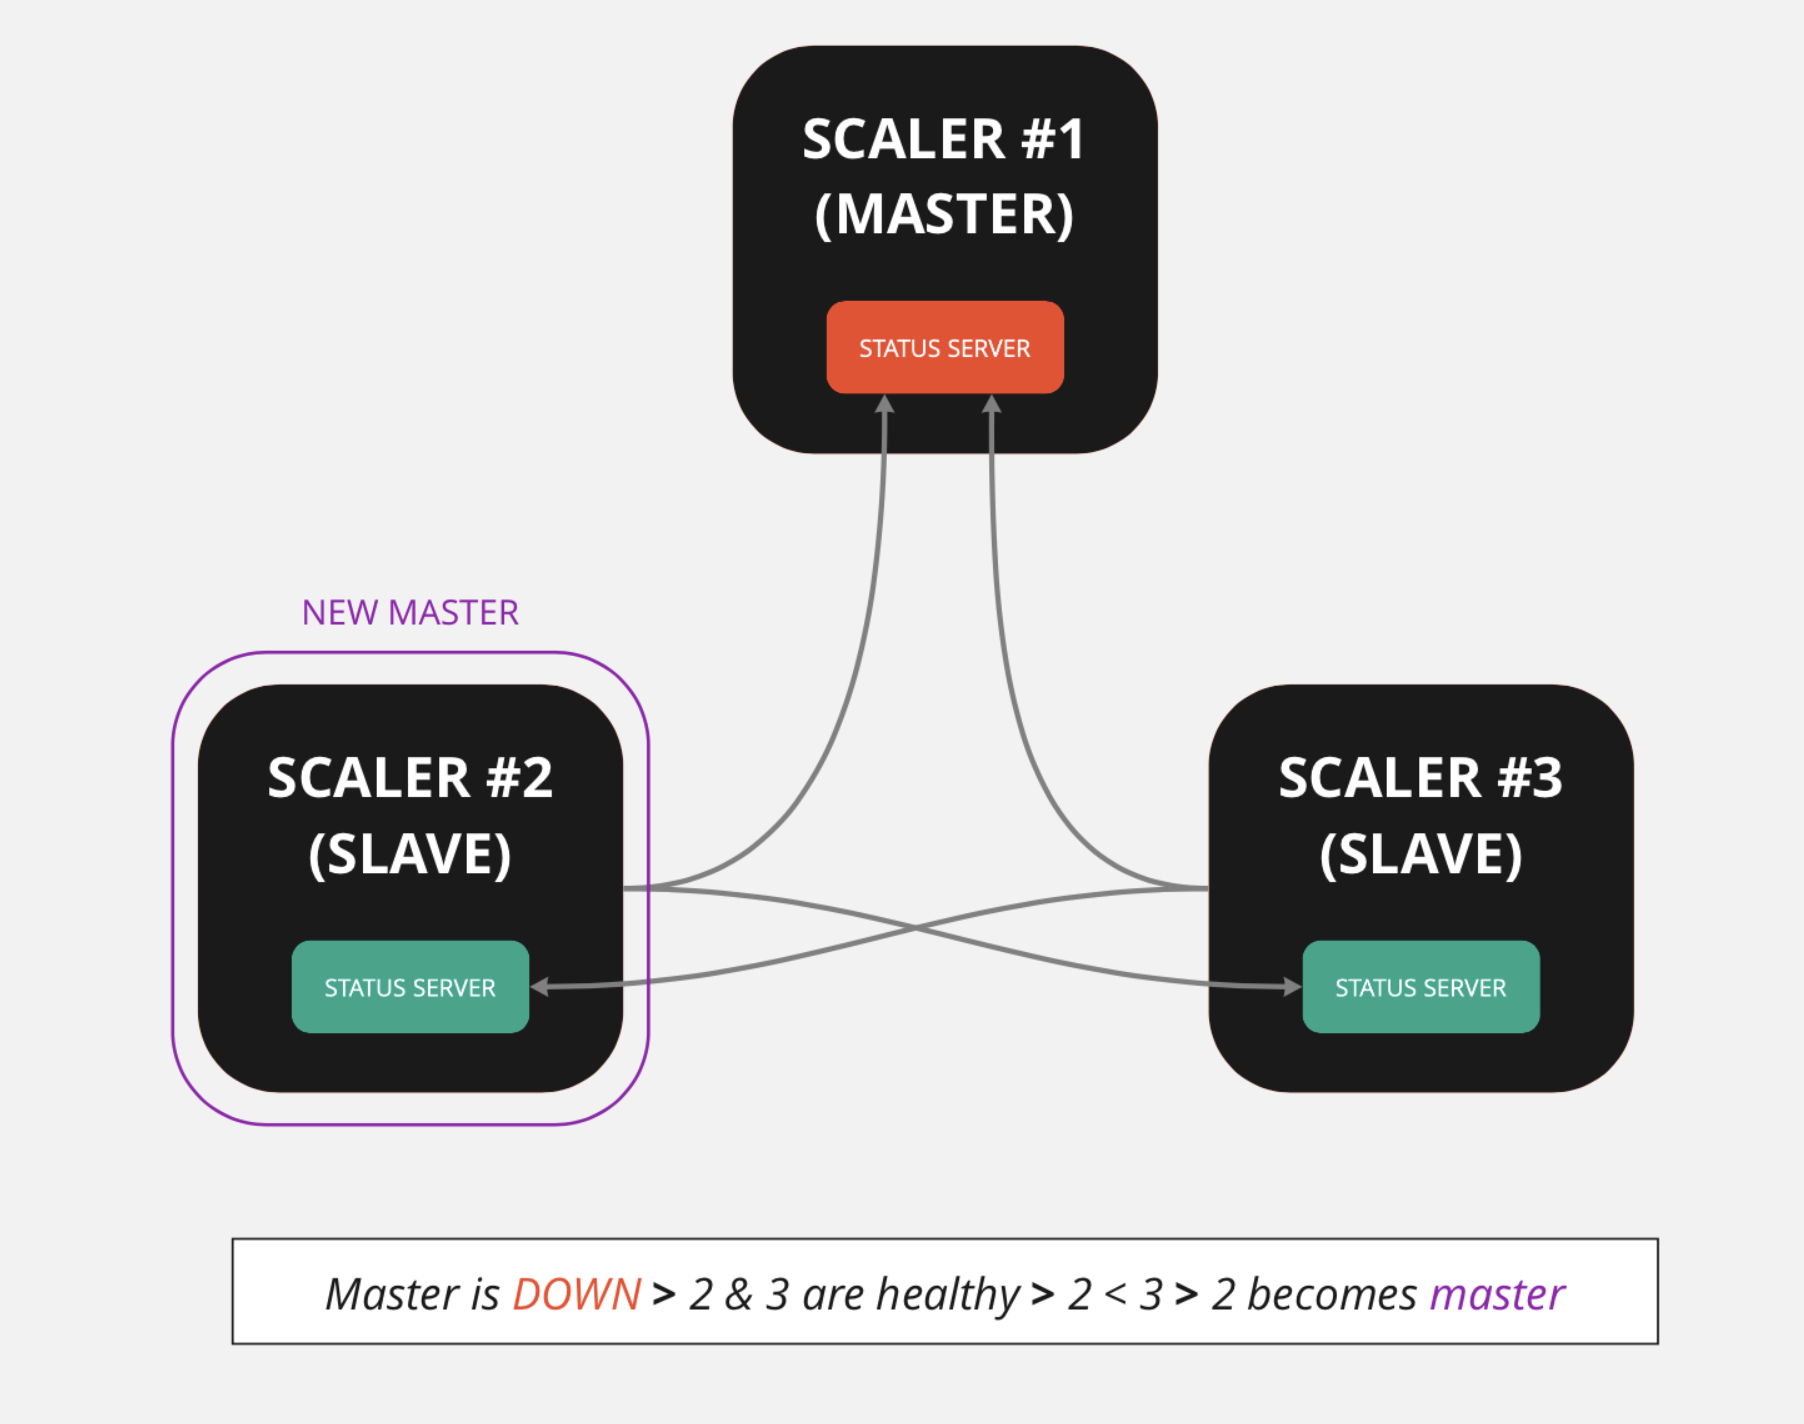 SCALER #1
(MASTER)
STATUS SERVER
NEW MASTER
SCALER #2
(SLAVE)
STATUS SERVER
SCALER #3
(SLAVE)
STATUS SERVER
Master is DOWN > 2 & 3 are healthy > 2 < 3 > 2 becomes master